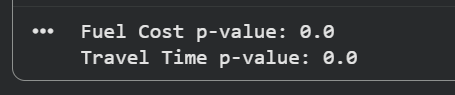 ••• Fuel Cost p-value: 0.0
Travel Time p-value: 0.0